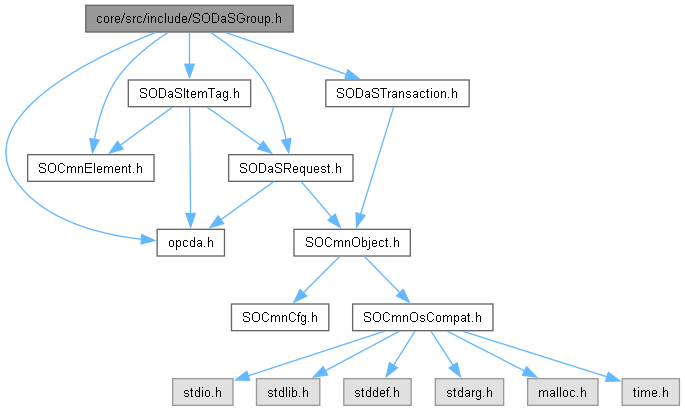 core/src/include/SODaSGroup.h
SODaSItemTag.h
SODaSTransaction.h
SOCmnElement.h
SODaSRequest.h
opcda.h
SOCmnObject.h
SOCmnCfg.h
SOCmnOsCompat.h
stdio.h
stdlib.h
stddef.h
stdarg.h
malloc.h
time.h